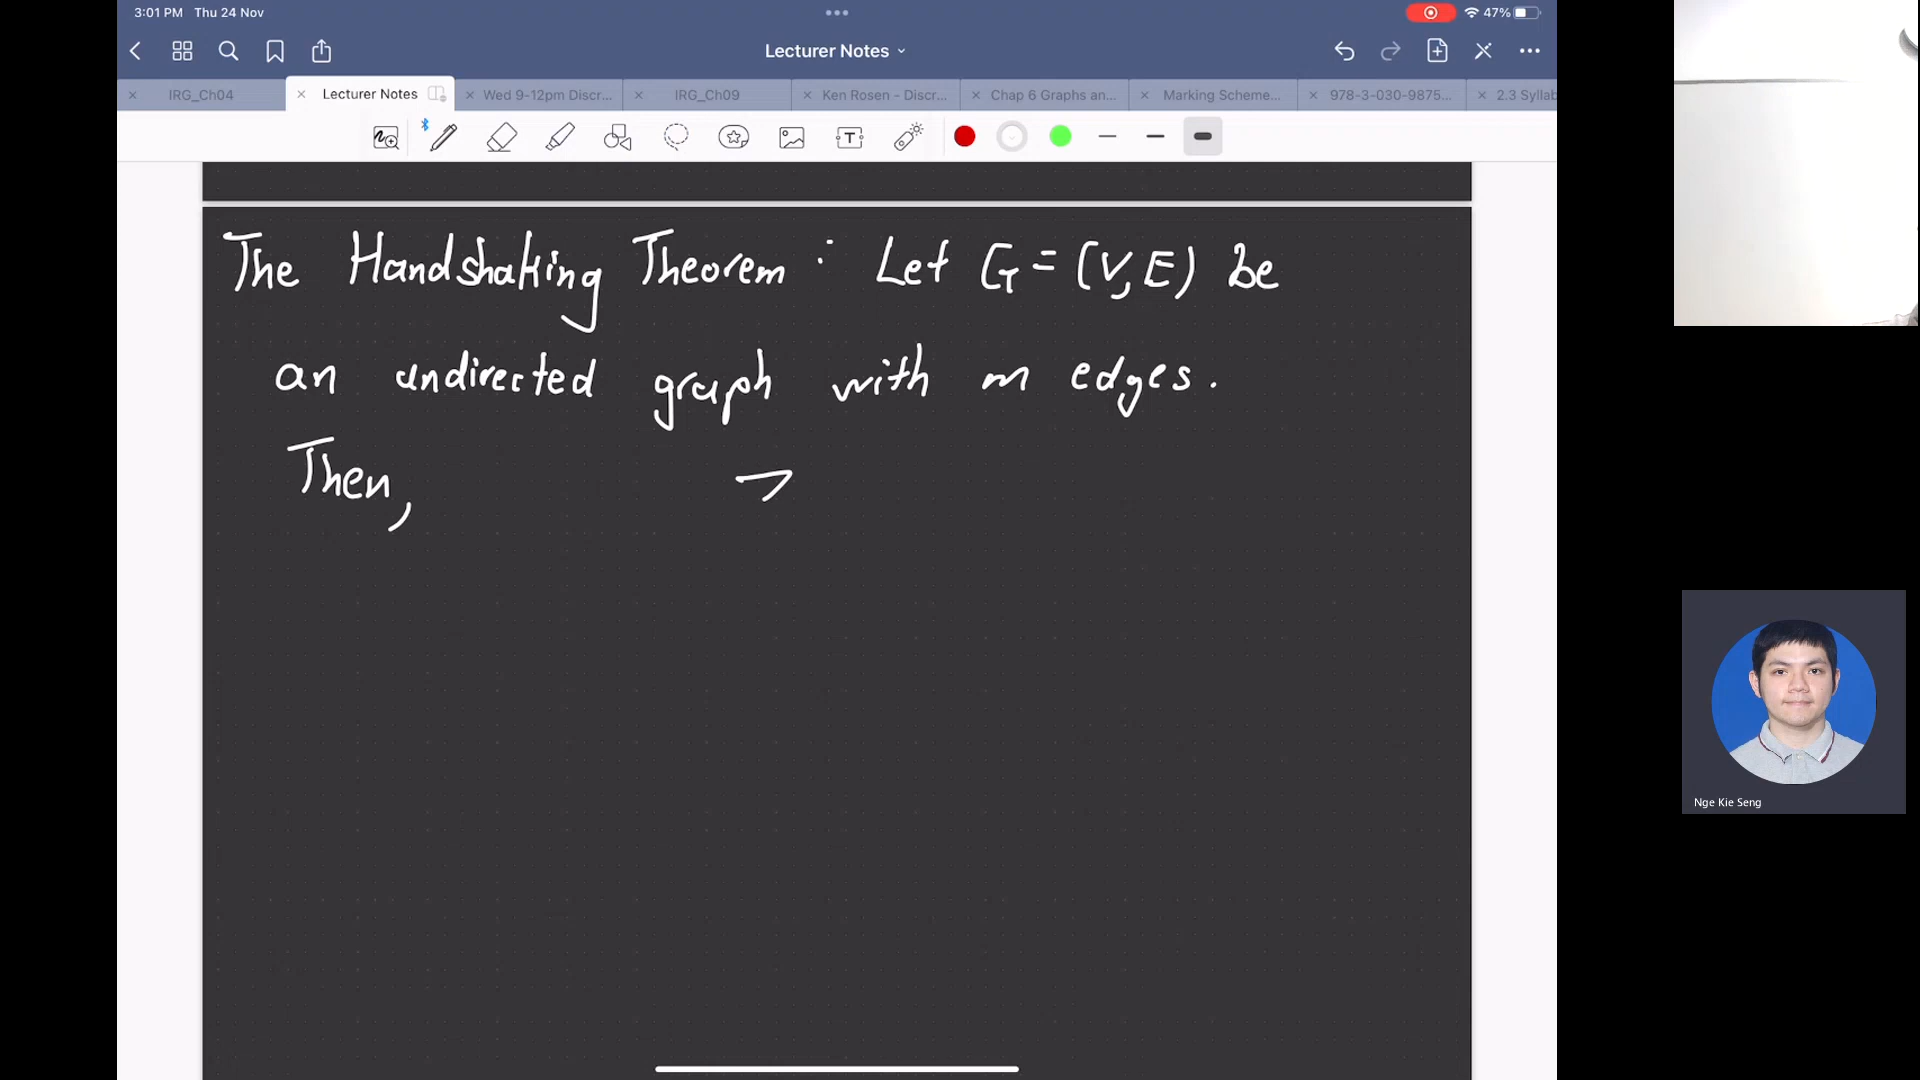 3:01 PM Thu 24 Nov
47%
Lecturer Notes
IRG_Ch04
Lecturer Notes
Wed 9-12pm Discr...
IRG_Ch09
Ken Rosen - Discr...
Chap 6 Graphs an...
Marking Scheme...
978-3-030-9875...
2.3 Syllab
The Handshaking Theorem : Let G = (V, E) be
an undirected graph with m edges.
Then,
Nge Kie Seng